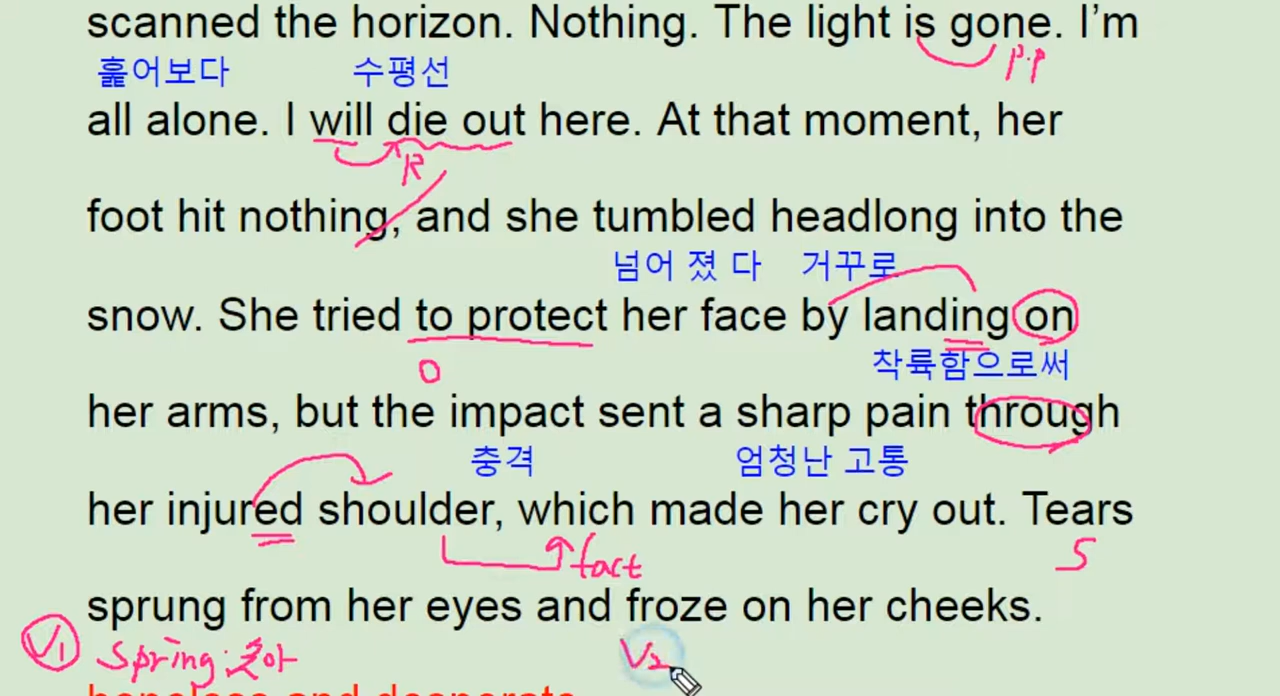 scanned the horizon. Nothing. The light is gone. I'm
훑어보다 수평선 p.p
all alone. I will die out here. At that moment, her
R
foot hit nothing, and she tumbled headlong into the
넘어 졌 다 거꾸로
snow. She tried to protect her face by landing on
O 착륙함으로써
her arms, but the impact sent a sharp pain through
충격 엄청난 고통
her injured shoulder, which made her cry out. Tears
fact S
sprung from her eyes and froze on her cheeks.
V1 spring: V2
hopeless and desperate